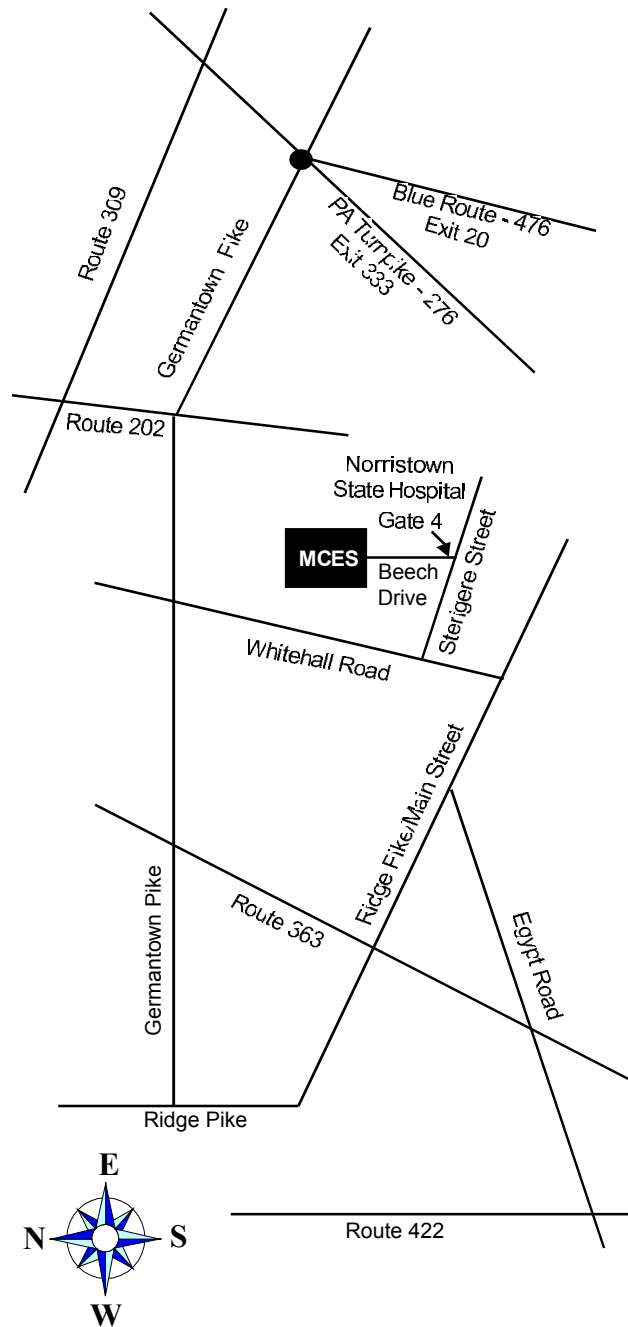 Route 309
Germantown Fike
Blue Route - 476
Exit 20
PA Turnpike - 276
Exit 333
Route 202
Norristown
State Hospital
Gate 4
MCES
Beech
Drive
Sterigere Street
Whitehall Road
Ridge Fike/Main Street
Route 363
Germantown Pike
Egypt Road
Ridge Pike
E
N
S
W
Route 422